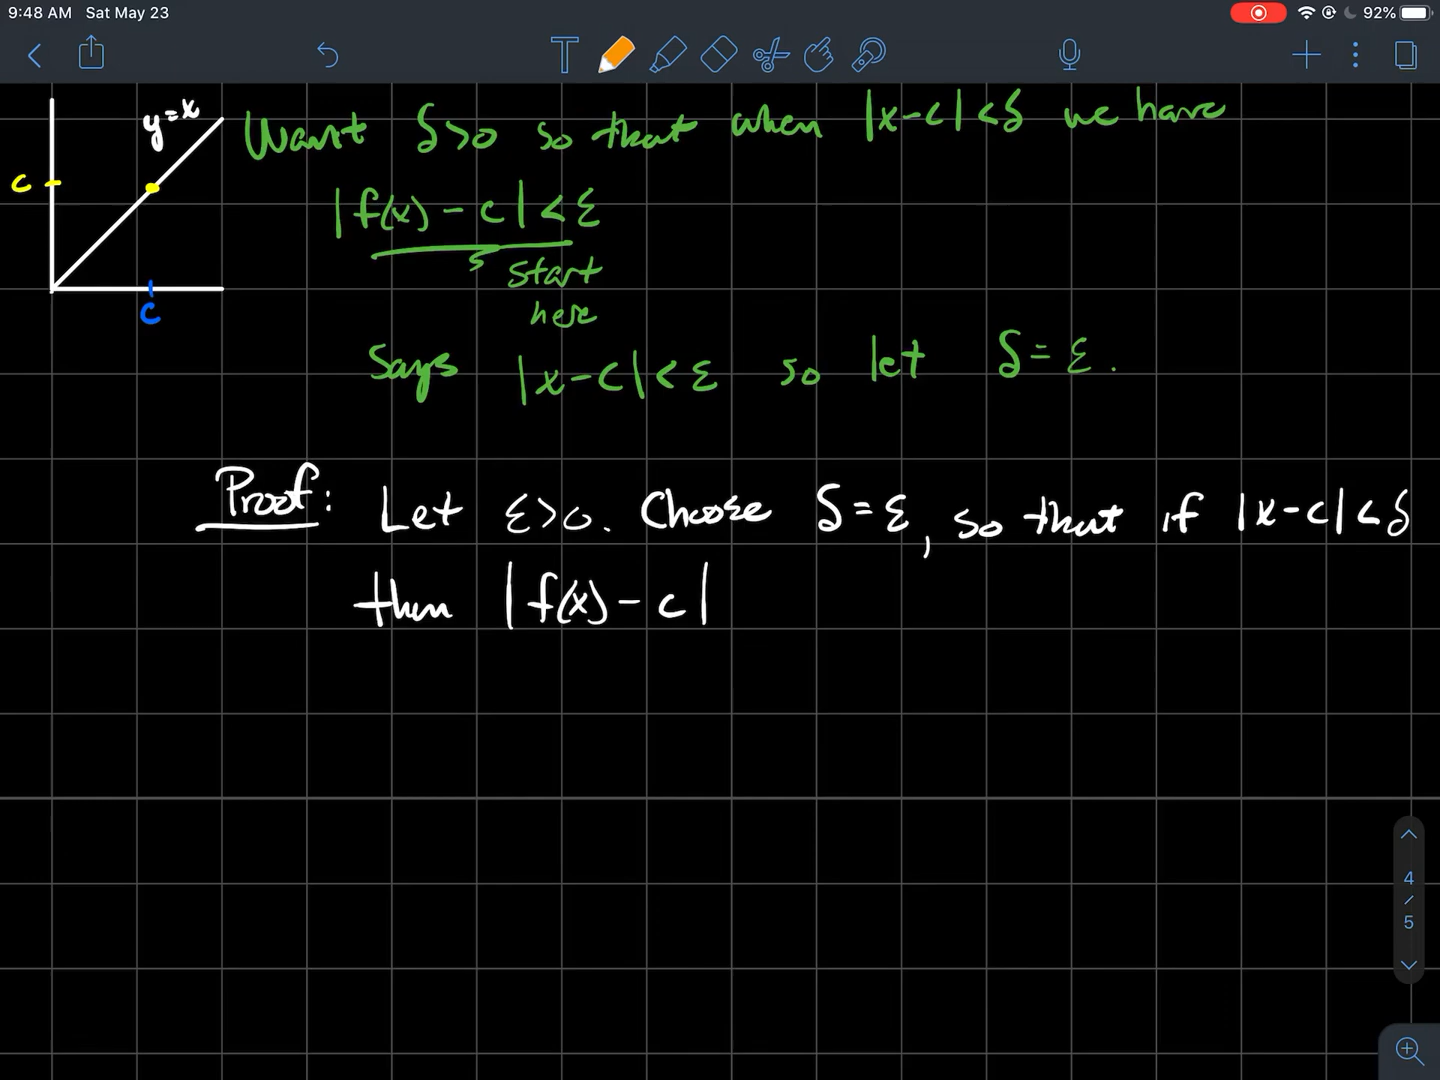 9:48 AM Sat May 23
92%
y=x
Want δ>0 so that when |x-c|<δ we have
c
|f(x)-c|<ε
start
here
c
Says |x-c|<ε so let δ=ε.
Proof: Let ε>0. Choose δ=ε, so that if |x-c|<δ
then |f(x)-c|
4
/
5